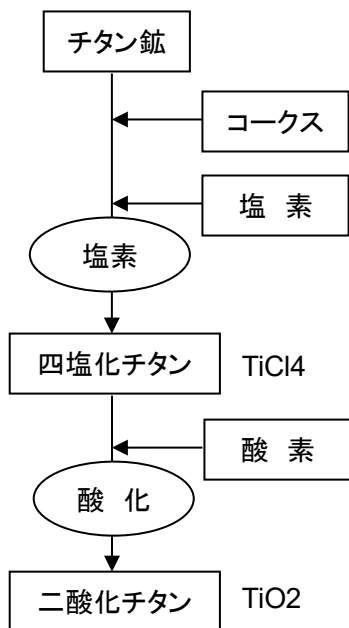 チタン鉱
コークス
塩 素
塩素
四塩化チタン TiCl4
酸 素
酸 化
二酸化チタン TiO2